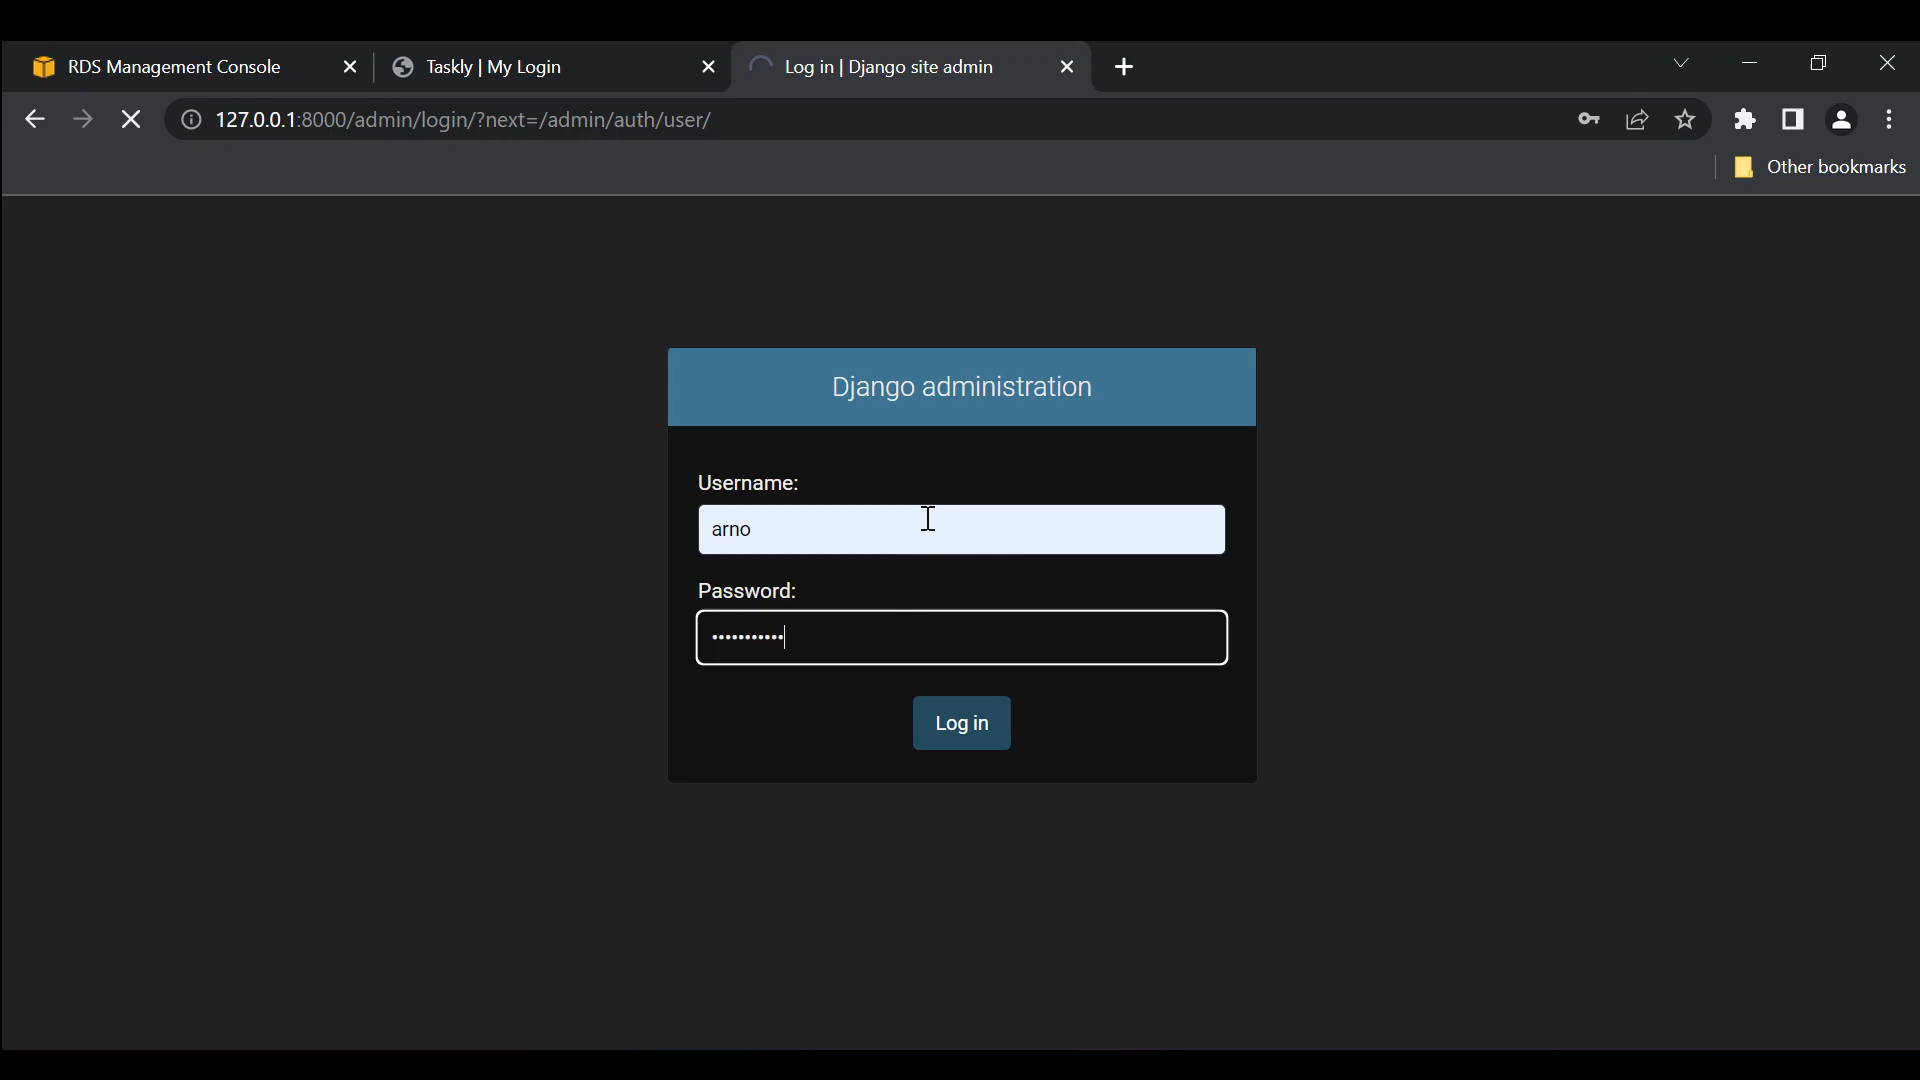 RDS Management Console
Taskly | My Login
Log in | Django site admin
127.0.0.1:8000/admin/login/?next=/admin/auth/user/
Other bookmarks
Django administration
Username:
arno
Password:
•••••••••••
Log in